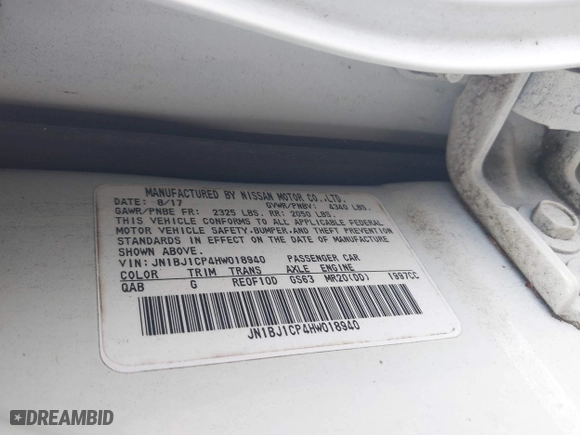 MANUFACTURED BY NISSAN MOTOR CO.,LTD.
DATE: 8/17 GVWR/PNBV: 4340 LBS.
GAWR/PNBE FR: 2325 LBS. RR: 2050 LBS.
THIS VEHICLE CONFORMS TO ALL APPLICABLE FEDERAL
MOTOR VEHICLE SAFETY,BUMPER,AND THEFT PREVENTION
STANDARDS IN EFFECT ON THE DATE OF MANUFACTURE
SHOWN ABOVE.
VIN: JN1BJ1CP4HW018940 PASSENGER CAR
COLOR TRIM TRANS AXLE ENGINE
QAB G RE0F10D GS63 MR20(DD) 1997CC
JN1BJ1CP4HW018940
DREAMBID